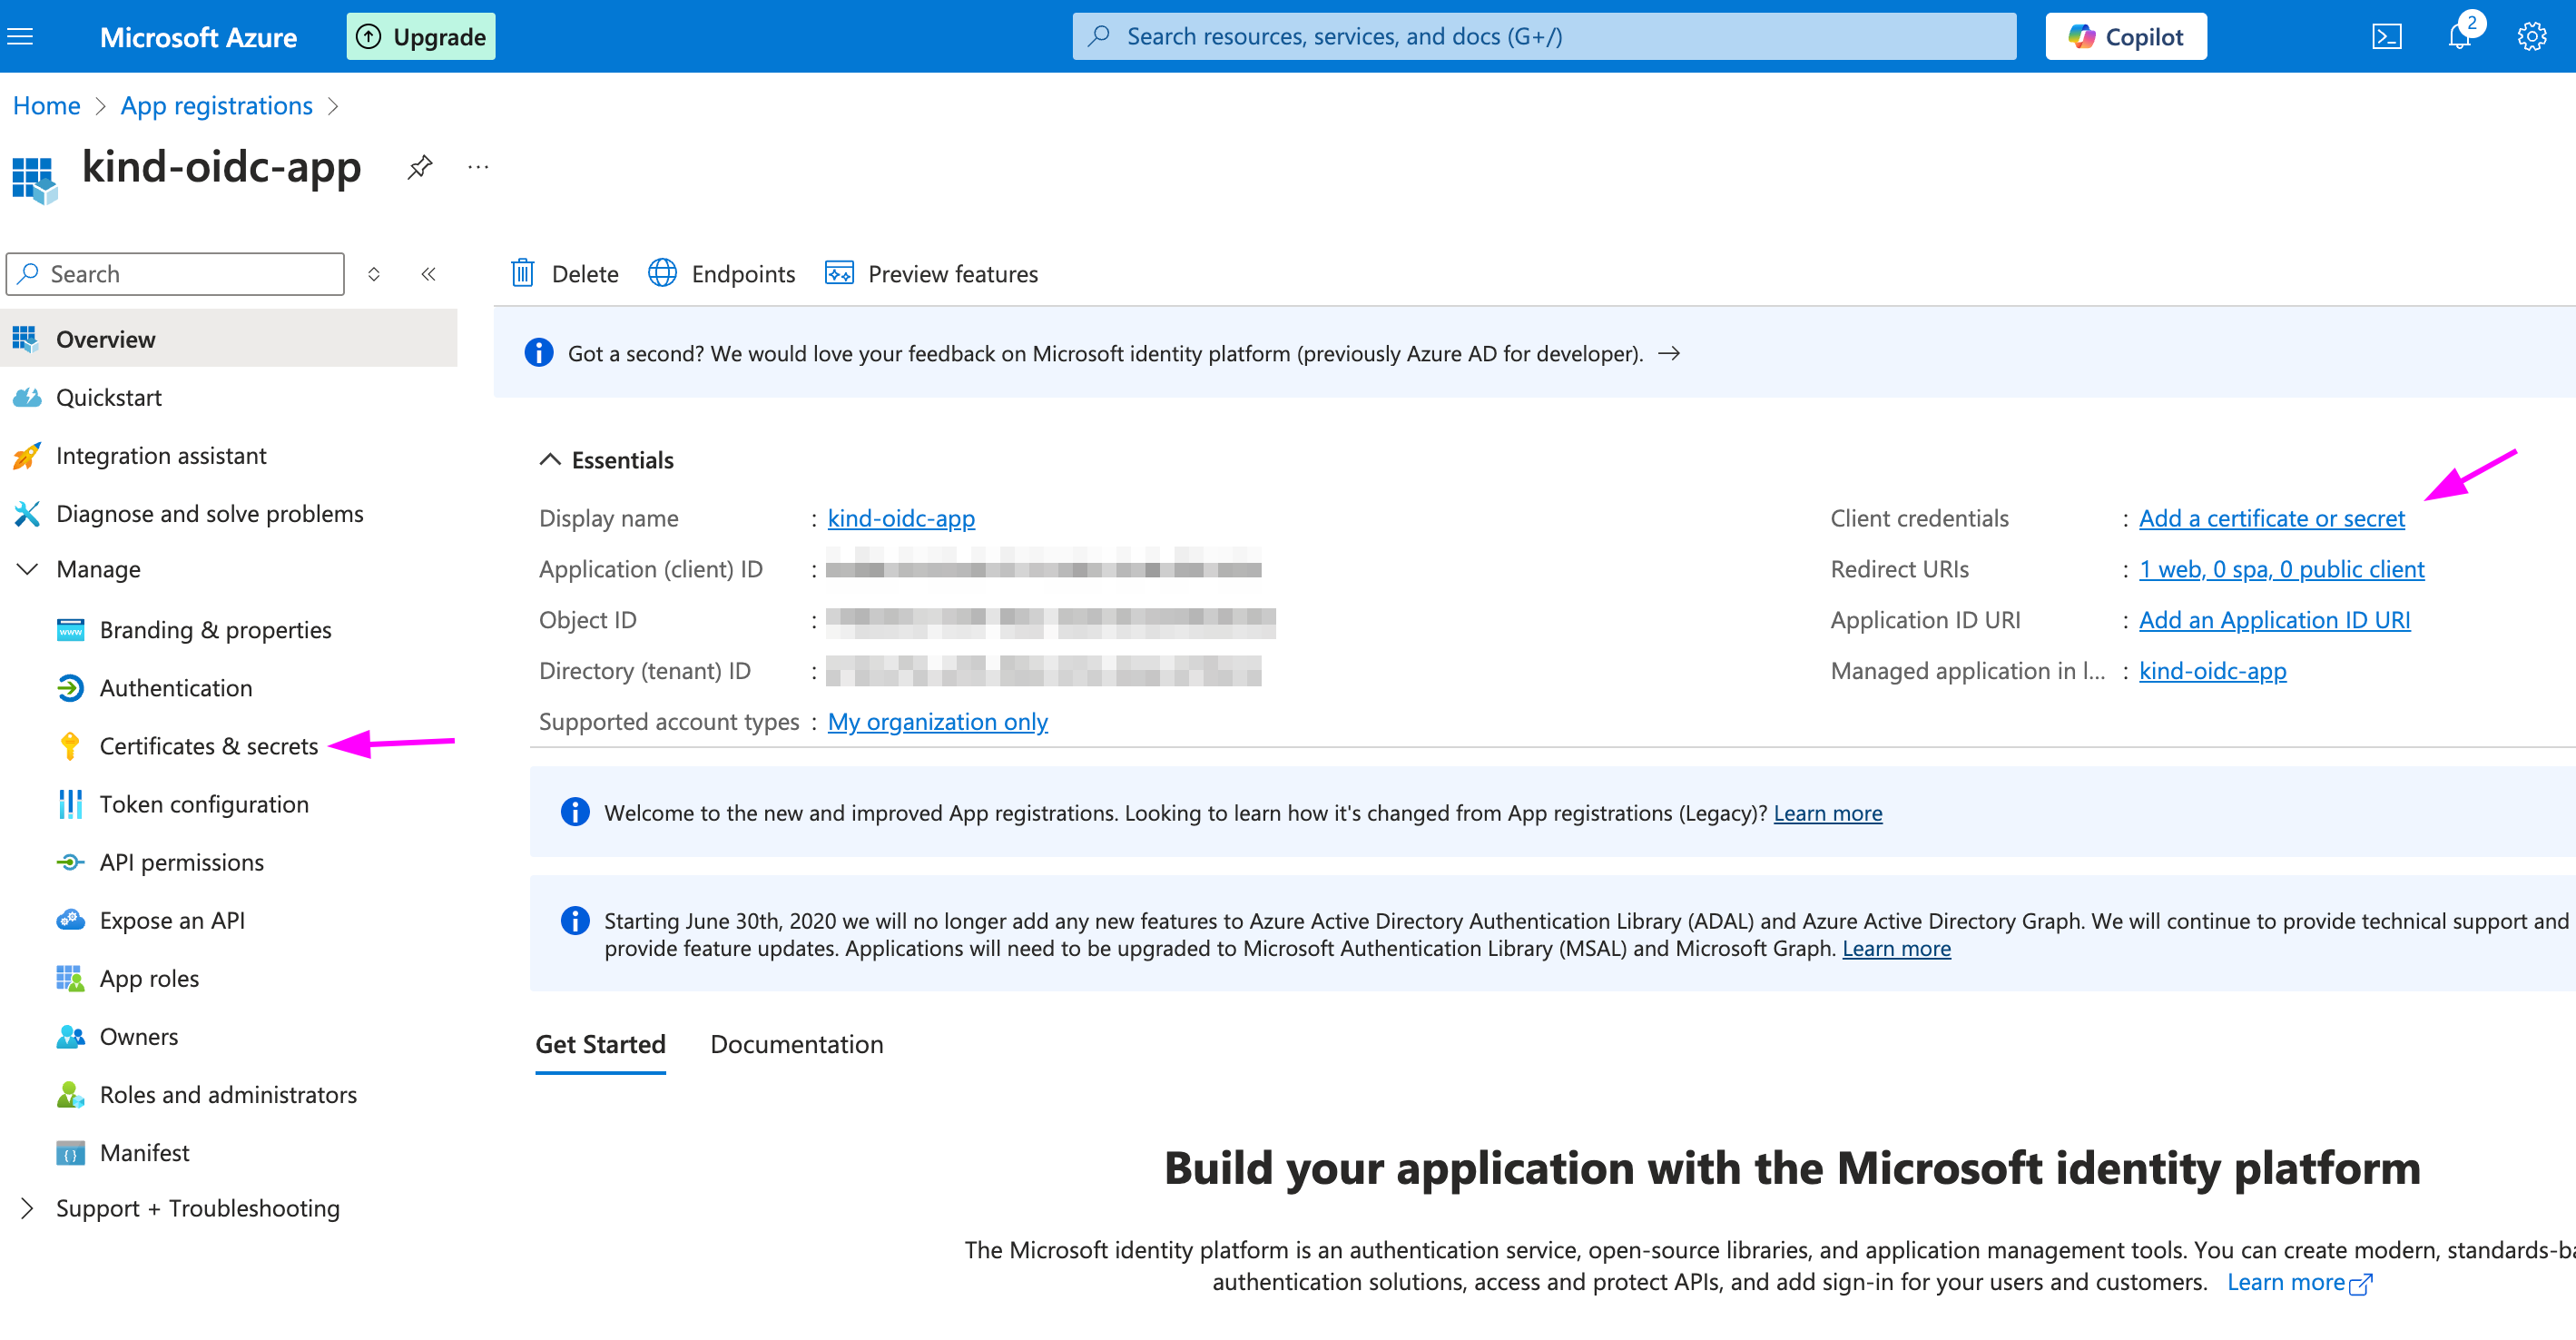 Microsoft Azure
Upgrade
Search resources, services, and docs (G+/)
Copilot
2
Home > App registrations >
kind-oidc-app
...
Search
Delete
Endpoints
Preview features
Overview
Quickstart
Integration assistant
Diagnose and solve problems
Manage
www
Branding & properties
Authentication
Certificates & secrets
Token configuration
API permissions
Expose an API
App roles
Owners
Roles and administrators
Manifest
Support + Troubleshooting
Got a second? We would love your feedback on Microsoft identity platform (previously Azure AD for developer). →
Essentials
Display name : kind-oidc-app
Application (client) ID :
Object ID :
Directory (tenant) ID :
Supported account types : My organization only
Client credentials : Add a certificate or secret
Redirect URIs : 1 web, 0 spa, 0 public client
Application ID URI : Add an Application ID URI
Managed application in l... : kind-oidc-app
Welcome to the new and improved App registrations. Looking to learn how it's changed from App registrations (Legacy)? Learn more
Starting June 30th, 2020 we will no longer add any new features to Azure Active Directory Authentication Library (ADAL) and Azure Active Directory Graph. We will continue to provide technical support and
provide feature updates. Applications will need to be upgraded to Microsoft Authentication Library (MSAL) and Microsoft Graph. Learn more
Get Started
Documentation
Build your application with the Microsoft identity platform
The Microsoft identity platform is an authentication service, open-source libraries, and application management tools. You can create modern, standards-ba
authentication solutions, access and protect APIs, and add sign-in for your users and customers. Learn more